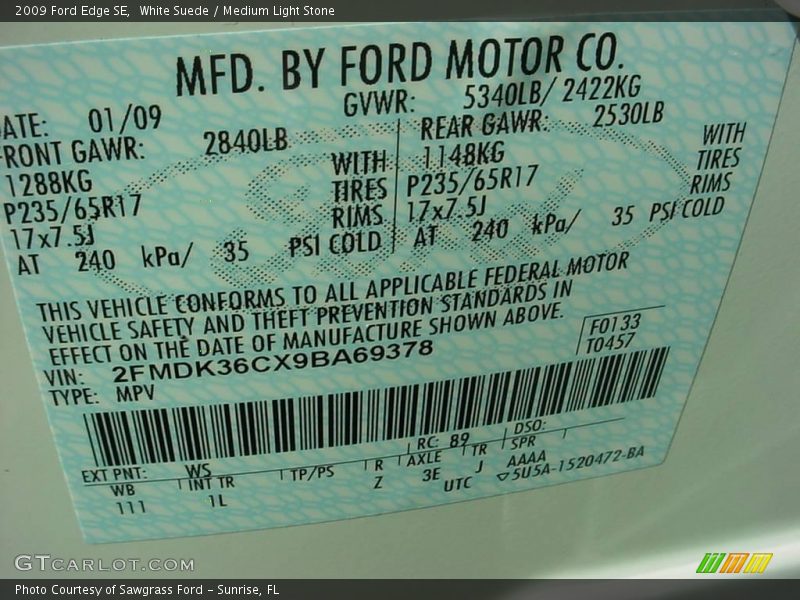 2009 Ford Edge SE,  White Suede / Medium Light Stone
MFD. BY FORD MOTOR CO.
ATE: 01/09 GVWR: 5340LB/ 2422KG
RONT GAWR: 2840LB REAR GAWR: 2530LB
1288KG WITH 1148KG WITH
P235/65R17 TIRES P235/65R17 TIRES
17x7.5J RIMS 17x7.5J RIMS
AT 240 kPa/ 35 PSI COLD AT 240 kPa/ 35 PSI COLD
THIS VEHICLE CONFORMS TO ALL APPLICABLE FEDERAL MOTOR
VEHICLE SAFETY AND THEFT PREVENTION STANDARDS IN
EFFECT ON THE DATE OF MANUFACTURE SHOWN ABOVE.
VIN: 2FMDK36CX9BA69378
F0133
T0457
TYPE: MPV
EXT PNT: WS RC: 89 DSO:
WB INT TR TP/PS R AXLE TR SPR
111 1L Z 3E J AAAA
UTC ▽5U5A-1520472-BA
GTCARLOT.COM
Photo Courtesy of Sawgrass Ford - Sunrise, FL